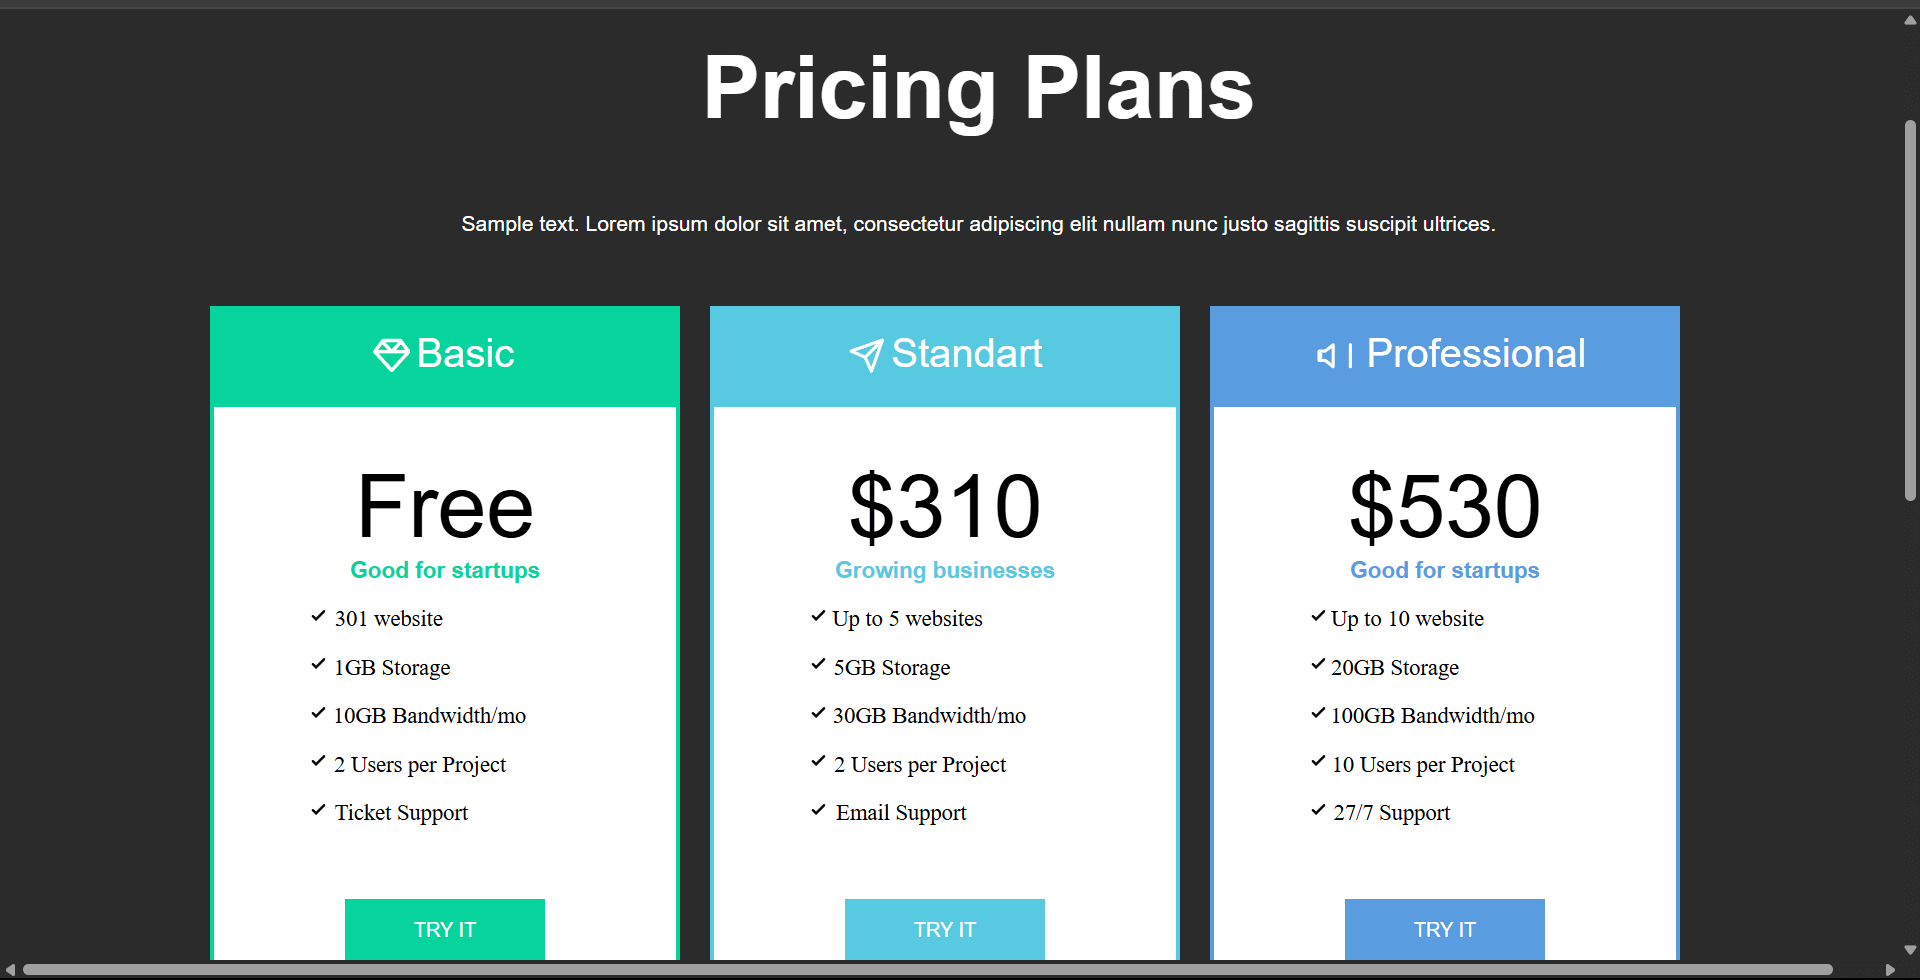 Pricing Plans
Sample text. Lorem ipsum dolor sit amet, consectetur adipiscing elit nullam nunc justo sagittis suscipit ultrices.
Basic
Free
Good for startups
301 website
1GB Storage
10GB Bandwidth/mo
2 Users per Project
Ticket Support
TRY IT
Standart
$310
Growing businesses
Up to 5 websites
5GB Storage
30GB Bandwidth/mo
2 Users per Project
Email Support
TRY IT
Professional
$530
Good for startups
Up to 10 website
20GB Storage
100GB Bandwidth/mo
10 Users per Project
27/7 Support
TRY IT